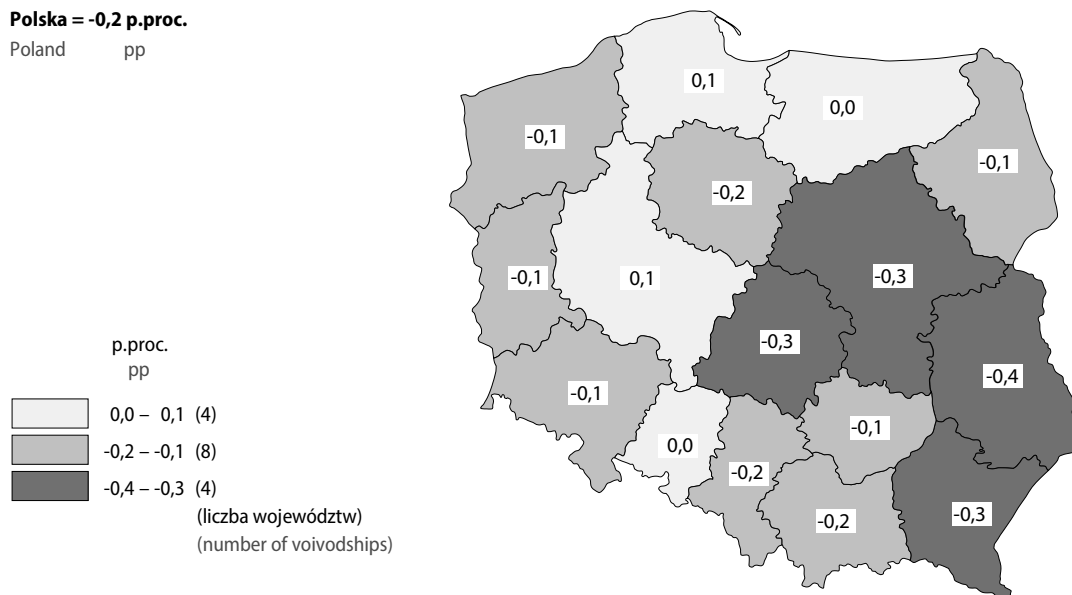 Polska = -0,2 p.proc.
Poland pp
0,1
0,0
-0,1
-0,1
-0,2
-0,1
0,1
-0,3
-0,3
-0,4
-0,1
-0,1
0,0
-0,2
-0,2
-0,3
p.proc.
pp
0,0 – 0,1 (4)
-0,2 – -0,1 (8)
-0,4 – -0,3 (4)
(liczba województw)
(number of voivodships)